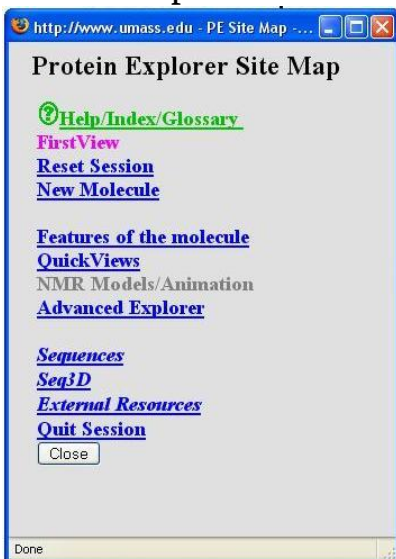 http://www.umass.edu - PE Site Map -...
Protein Explorer Site Map
?Help/Index/Glossary
FirstView
Reset Session
New Molecule
Features of the molecule
QuickViews
NMR Models/Animation
Advanced Explorer
Sequences
Seq3D
External Resources
Quit Session
Close
Done